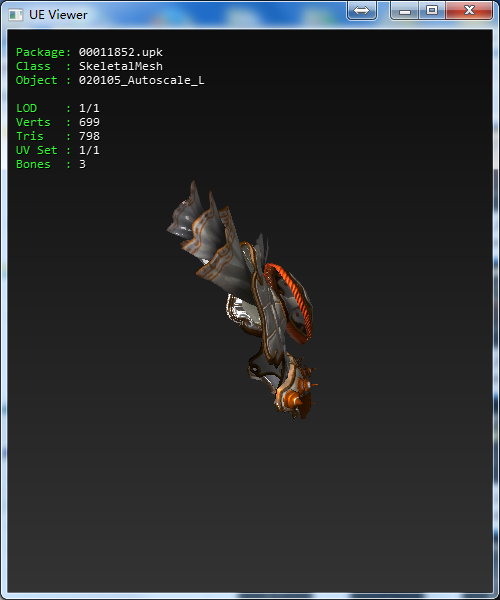 UE Viewer
Package: 00011852.upk
Class : SkeletalMesh
Object : 020105_Autoscale_L
LOD : 1/1
Verts : 699
Tris : 798
UV Set : 1/1
Bones : 3